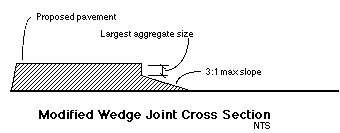 Proposed pavement
Largest aggregate size
3:1 max slope
Modified Wedge Joint Cross Section
NTS